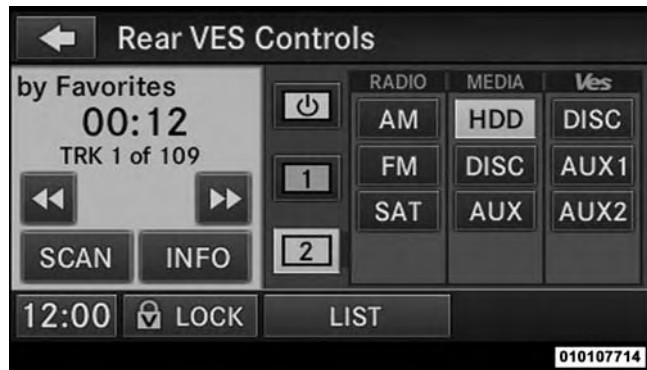 Rear VES Controls
by Favorites
00:12
TRK 1 of 109
SCAN INFO
1
2
RADIO MEDIA Ves
AM HDD DISC
FM DISC AUX1
SAT AUX AUX2
12:00 LOCK LIST
010107714